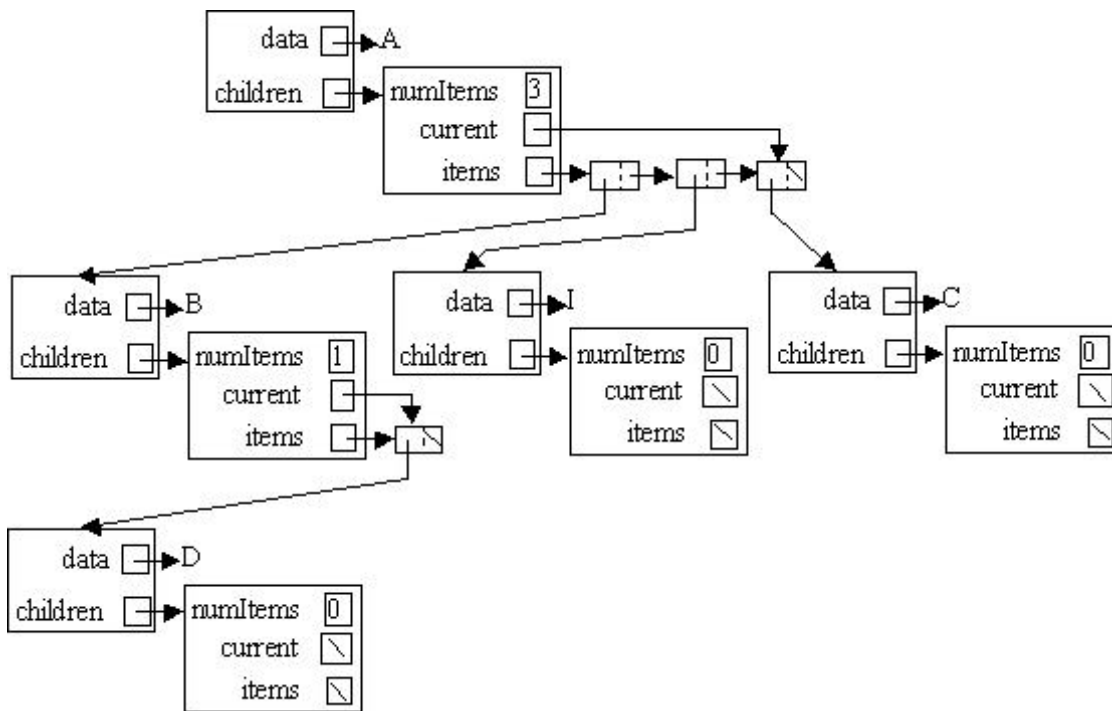 data A
children numItems 3
current
items
data B
children numItems 1
current
items
data I
children numItems 0
current
items
data C
children numItems 0
current
items
data D
children numItems 0
current
items